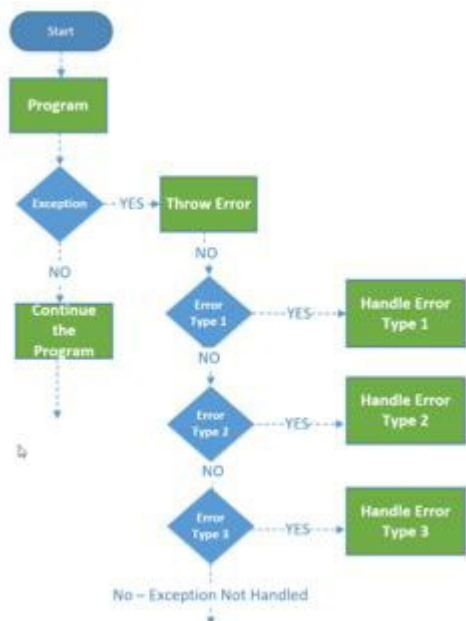 Start
Program
Exception
YES
Throw Error
NO
NO
Continue
the
Program
Error
Type 1
YES
Handle Error
Type 1
NO
Error
Type 2
YES
Handle Error
Type 2
NO
Error
Type 3
YES
Handle Error
Type 3
No – Exception Not Handled